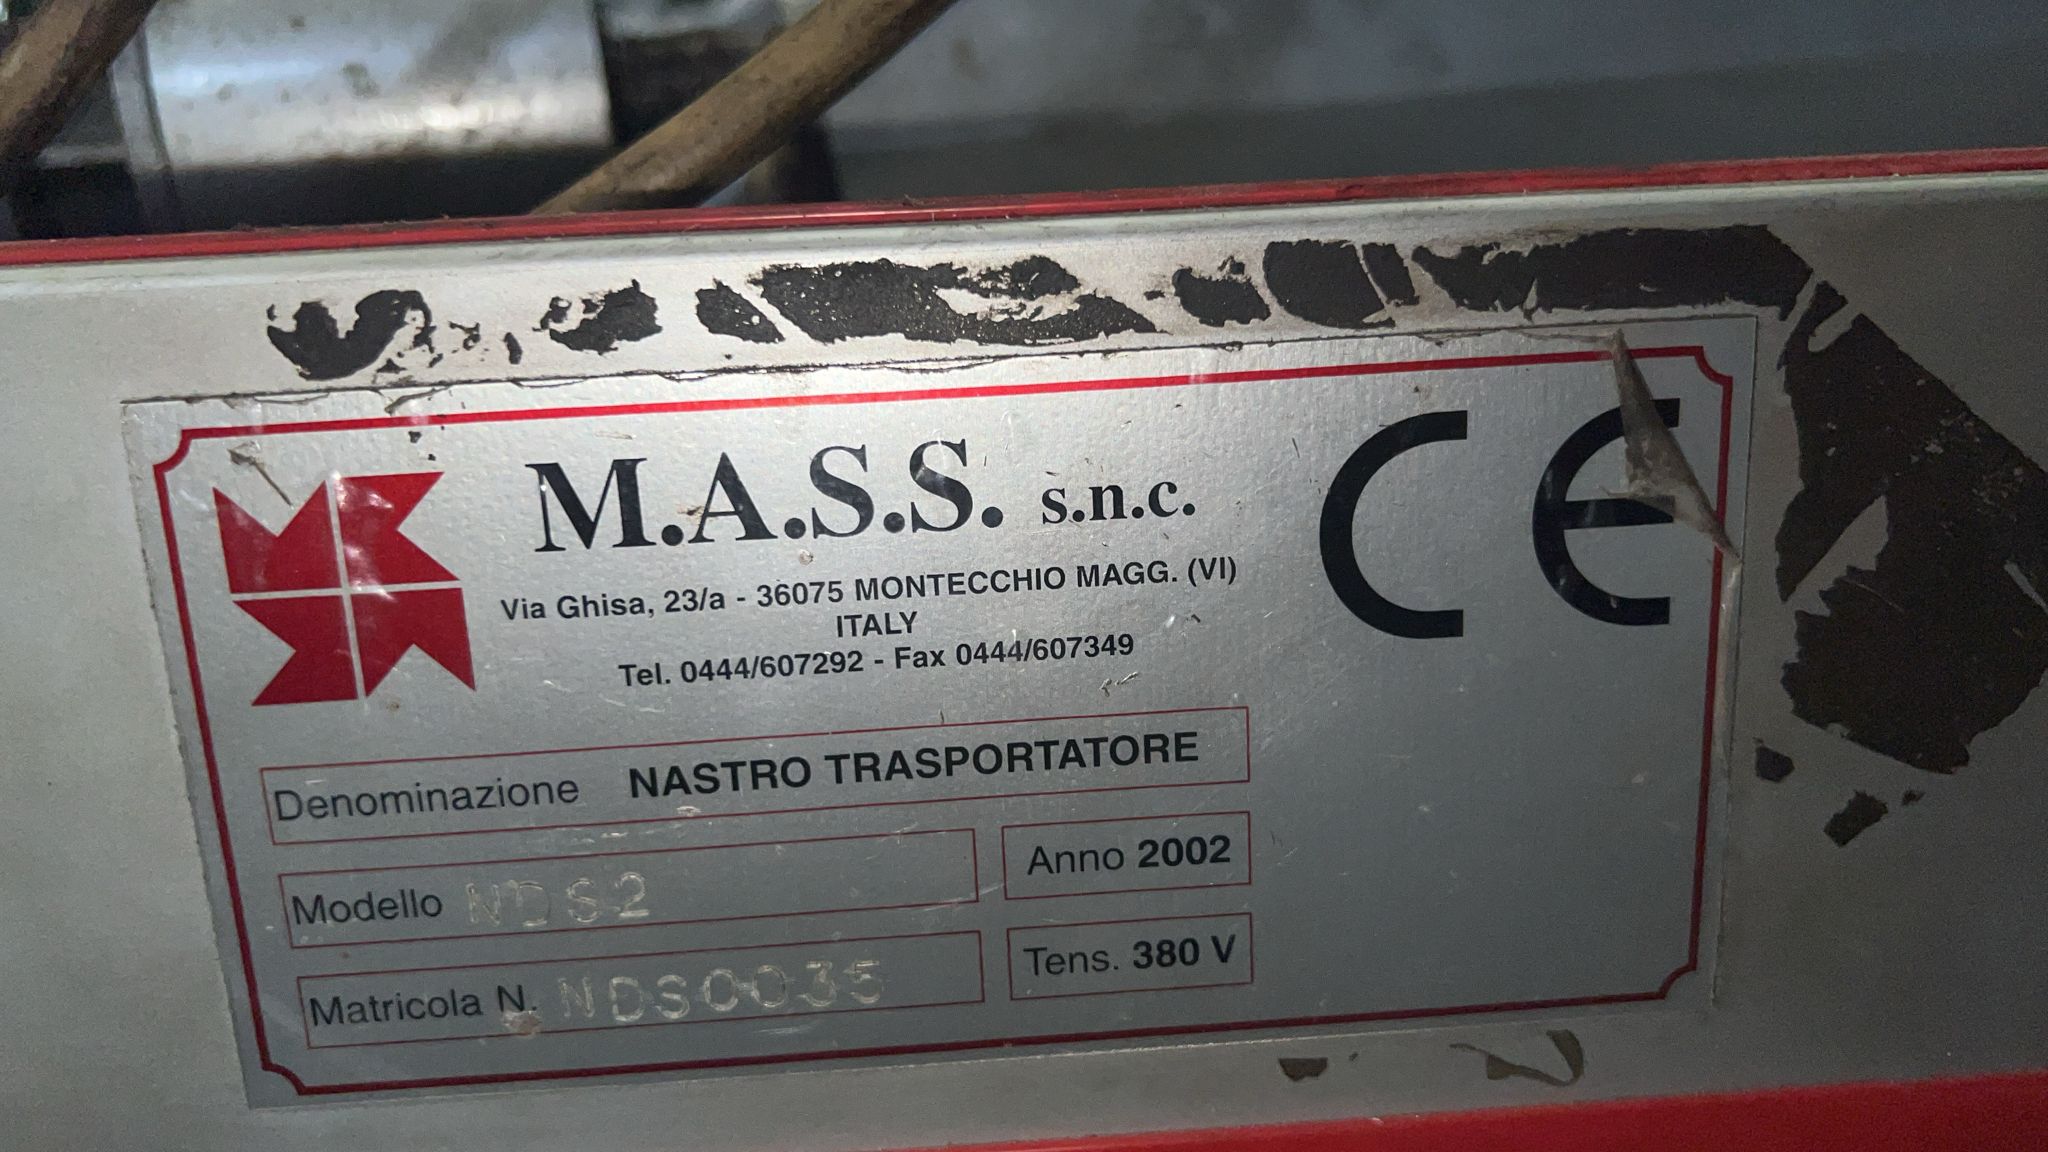 M.A.S.S. s.n.c.
Via Ghisa, 23/a - 36075 MONTECCHIO MAGG. (VI)
ITALY
Tel. 0444/607292 - Fax 0444/607349
CE
Denominazione NASTRO TRASPORTATORE
Modello NDS2
Anno 2002
Matricola N. NDS0035
Tens. 380 V